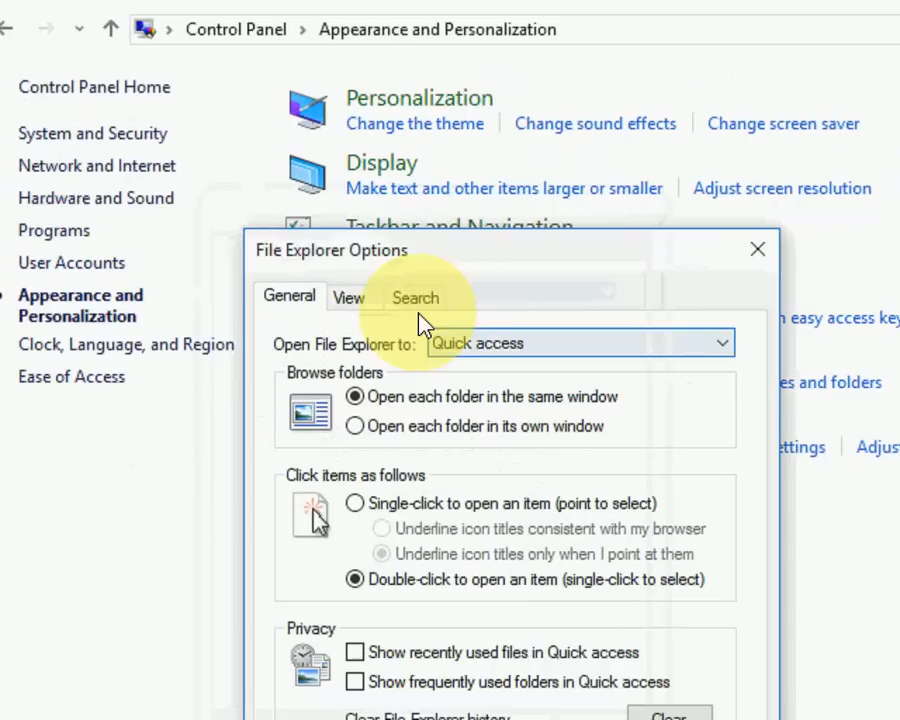 Control Panel > Appearance and Personalization
Control Panel Home
System and Security
Network and Internet
Hardware and Sound
Programs
User Accounts
Appearance and
Personalization
Clock, Language, and Region
Ease of Access
Personalization
Change the theme
Change sound effects
Change screen saver
Display
Make text and other items larger or smaller
Adjust screen resolution
Taskbar and Navigation
easy access
es and folders
ttings
File Explorer Options
General
View
Search
Open File Explorer to:
Quick access
Browse folders
Open each folder in the same window
Open each folder in its own window
Click items as follows
Single-click to open an item (point to select)
Underline icon titles consistent with my browser
Underline icon titles only when I point at them
Double-click to open an item (single-click to select)
Privacy
Show recently used files in Quick access
Show frequently used folders in Quick access
Clear File Explorer history
Clear